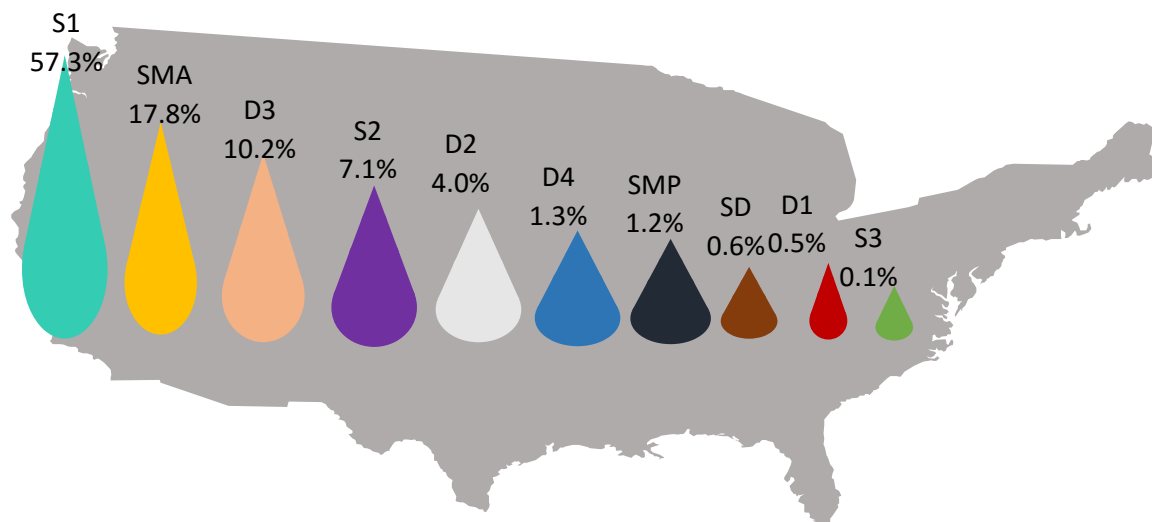 S1
57.3%
SMA
17.8%
D3
10.2%
S2
7.1%
D2
4.0%
D4
1.3%
SMP
1.2%
SD
0.6%
D1
0.5%
S3
0.1%